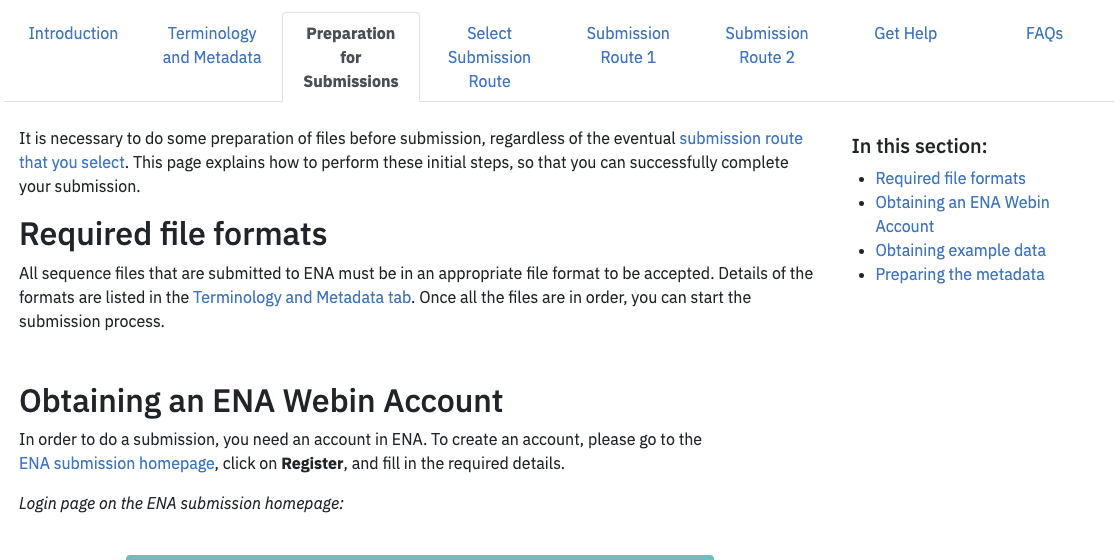 Introduction
Terminology
and Metadata
Preparation
for
Submissions
Select
Submission
Route
Submission
Route 1
Submission
Route 2
Get Help
FAQs
It is necessary to do some preparation of files before submission, regardless of the eventual submission route
that you select. This page explains how to perform these initial steps, so that you can successfully complete
your submission.
Required file formats
All sequence files that are submitted to ENA must be in an appropriate file format to be accepted. Details of the
formats are listed in the Terminology and Metadata tab. Once all the files are in order, you can start the
submission process.
Obtaining an ENA Webin Account
In order to do a submission, you need an account in ENA. To create an account, please go to the
ENA submission homepage, click on Register, and fill in the required details.
Login page on the ENA submission homepage:
In this section:
Required file formats
Obtaining an ENA Webin
Account
Obtaining example data
Preparing the metadata